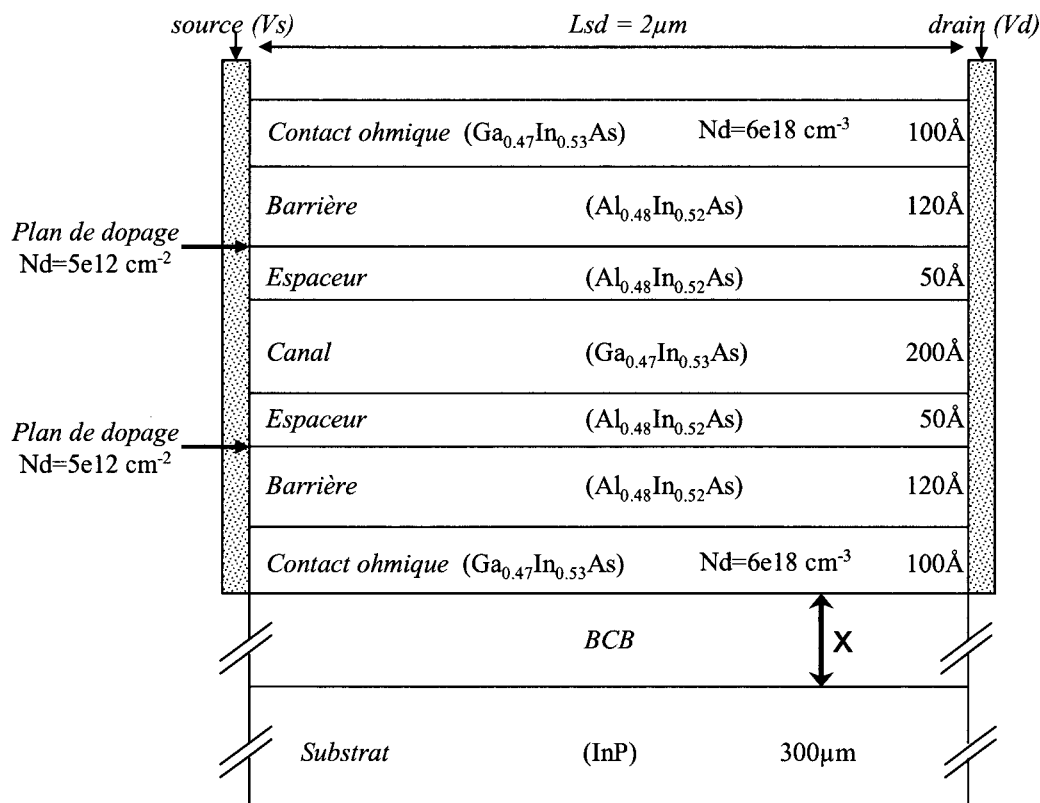 source (Vs) Lsd = 2µm drain (Vd)
Contact ohmique (Ga0.47In0.53As) Nd=6e18 cm-3 100Å
Barrière (Al0.48In0.52As) 120Å
Plan de dopage
Nd=5e12 cm-2
Espaceur (Al0.48In0.52As) 50Å
Canal (Ga0.47In0.53As) 200Å
Espaceur (Al0.48In0.52As) 50Å
Plan de dopage
Nd=5e12 cm-2
Barrière (Al0.48In0.52As) 120Å
Contact ohmique (Ga0.47In0.53As) Nd=6e18 cm-3 100Å
BCB X
Substrat (InP) 300µm